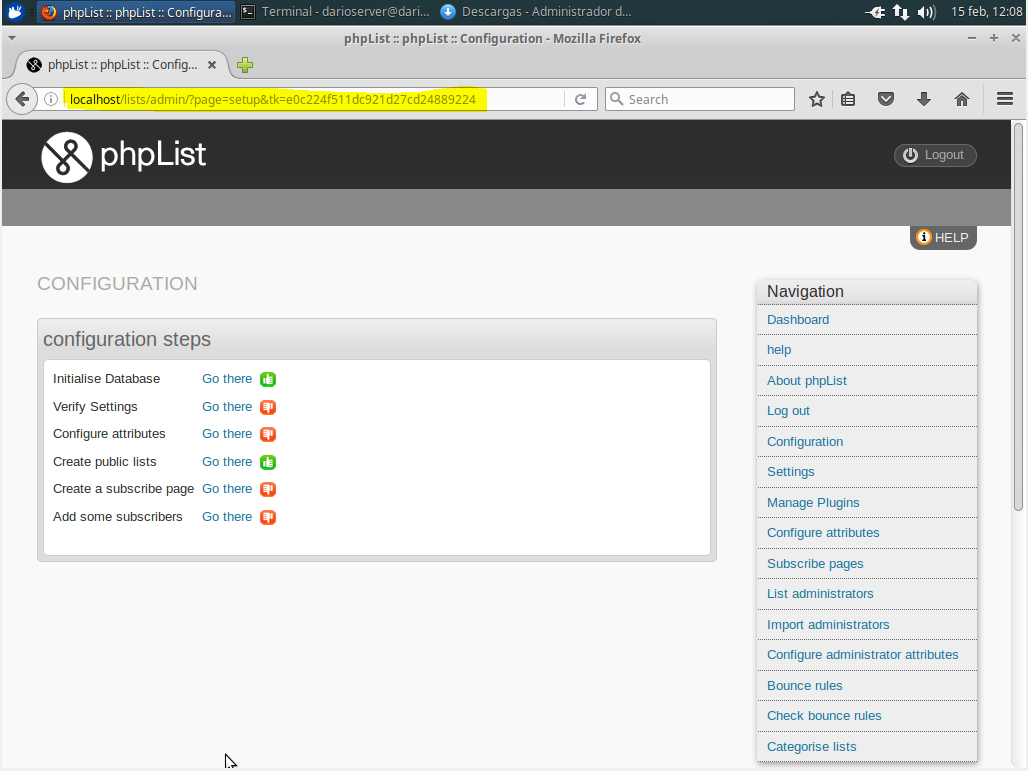 phpList :: phpList :: Configura...
Terminal - darioserver@dari...
Descargas - Administrador d...
15 feb, 12:08
phpList :: phpList :: Configuration - Mozilla Firefox
phpList :: phpList :: Config...
localhost/lists/admin/?page=setup&tk=e0c224f511dc921d27cd24889224
Search
phpList
Logout
HELP
CONFIGURATION
configuration steps
Initialise Database Go there
Verify Settings Go there
Configure attributes Go there
Create public lists Go there
Create a subscribe page Go there
Add some subscribers Go there
Navigation
Dashboard
help
About phpList
Log out
Configuration
Settings
Manage Plugins
Configure attributes
Subscribe pages
List administrators
Import administrators
Configure administrator attributes
Bounce rules
Check bounce rules
Categorise lists